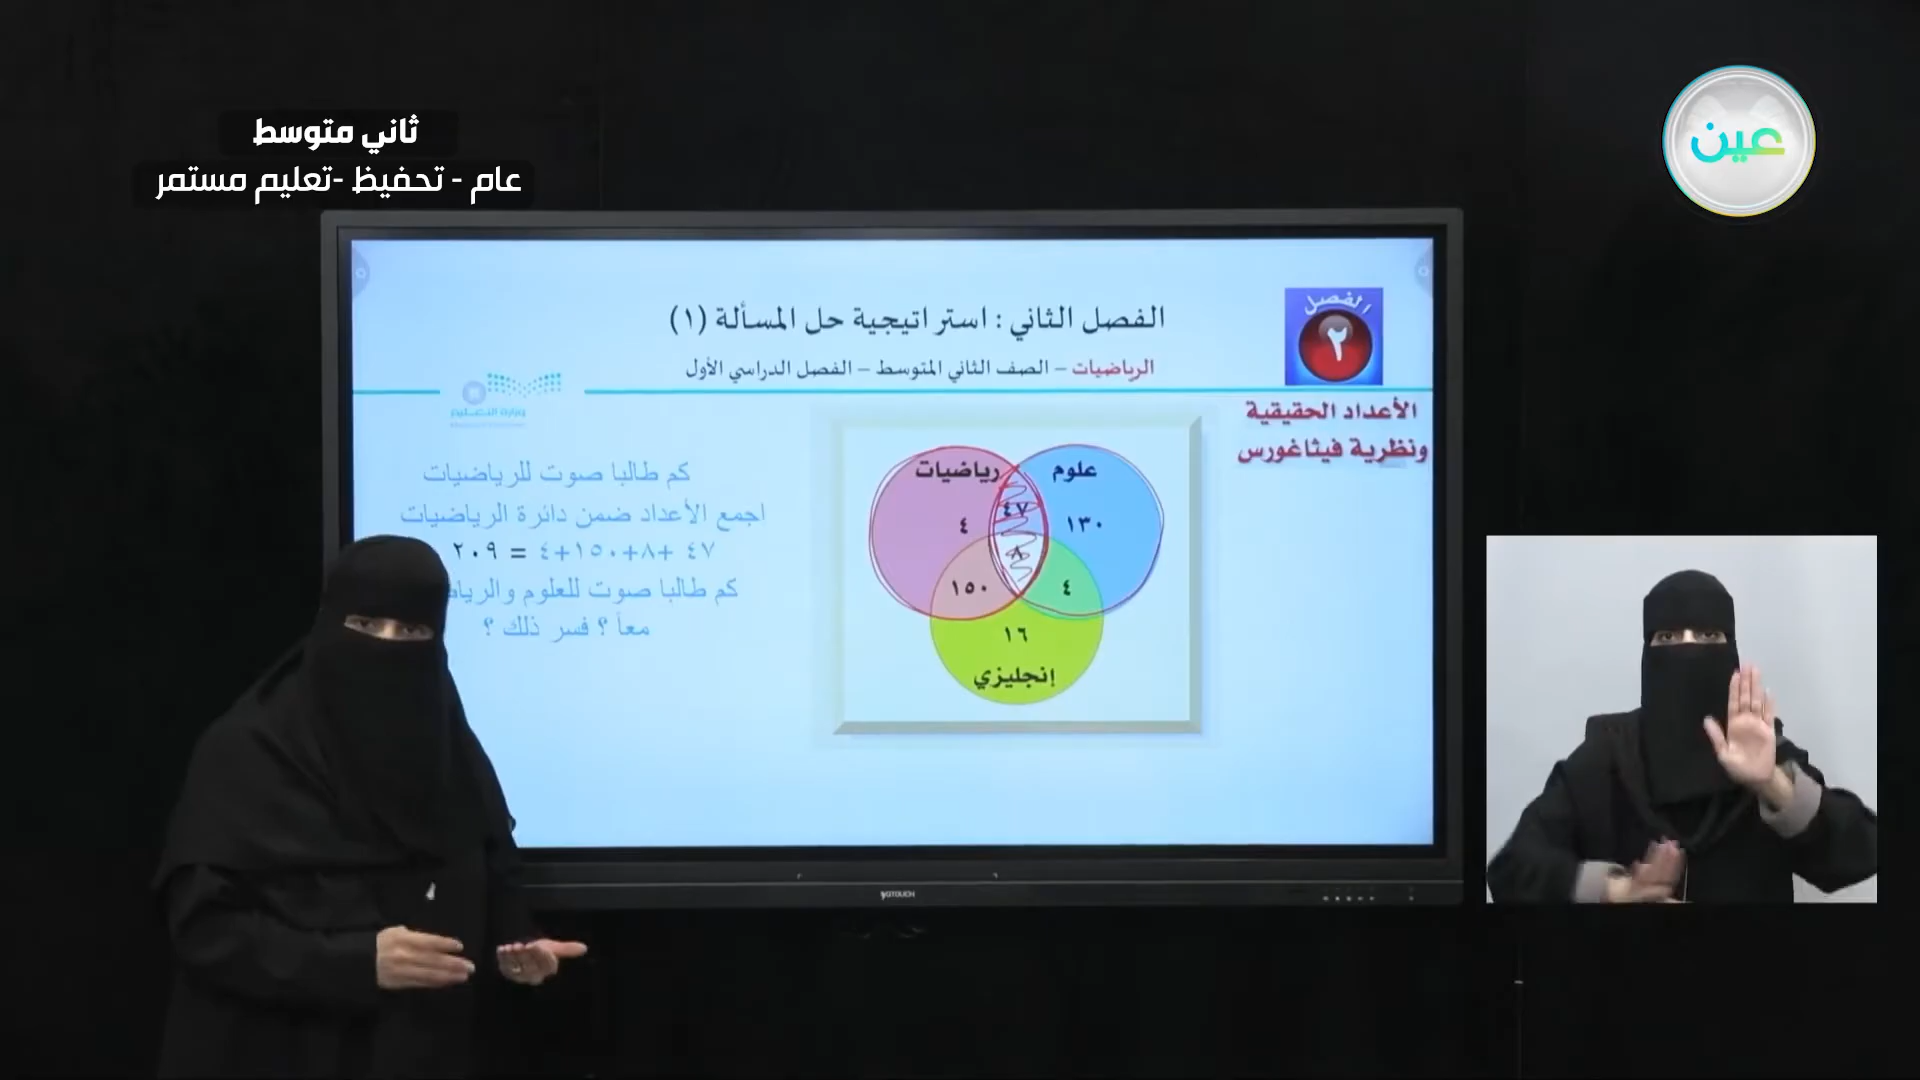 ثاني متوسط
عام - تحفيظ -تعليم مستمر
عين
الفصل
٢
الفصل الثاني : استراتيجية حل المسألة (١)
الرياضيات – الصف الثاني المتوسط – الفصل الدراسي الأول
وزارة التعليم
الأعداد الحقيقية
ونظرية فيثاغورس
علوم
رياضيات
٤٧
١٣٠
٤
٨
٤
١٥٠
١٦
إنجليزي
كم طالبا صوت للرياضيات
اجمع الأعداد ضمن دائرة الرياضيات
٤٧ +٨+١٥٠+٤ = ٢٠٩
كم طالبا صوت للعلوم
معاً ؟ فسر ذلك ؟
YQTOUCH